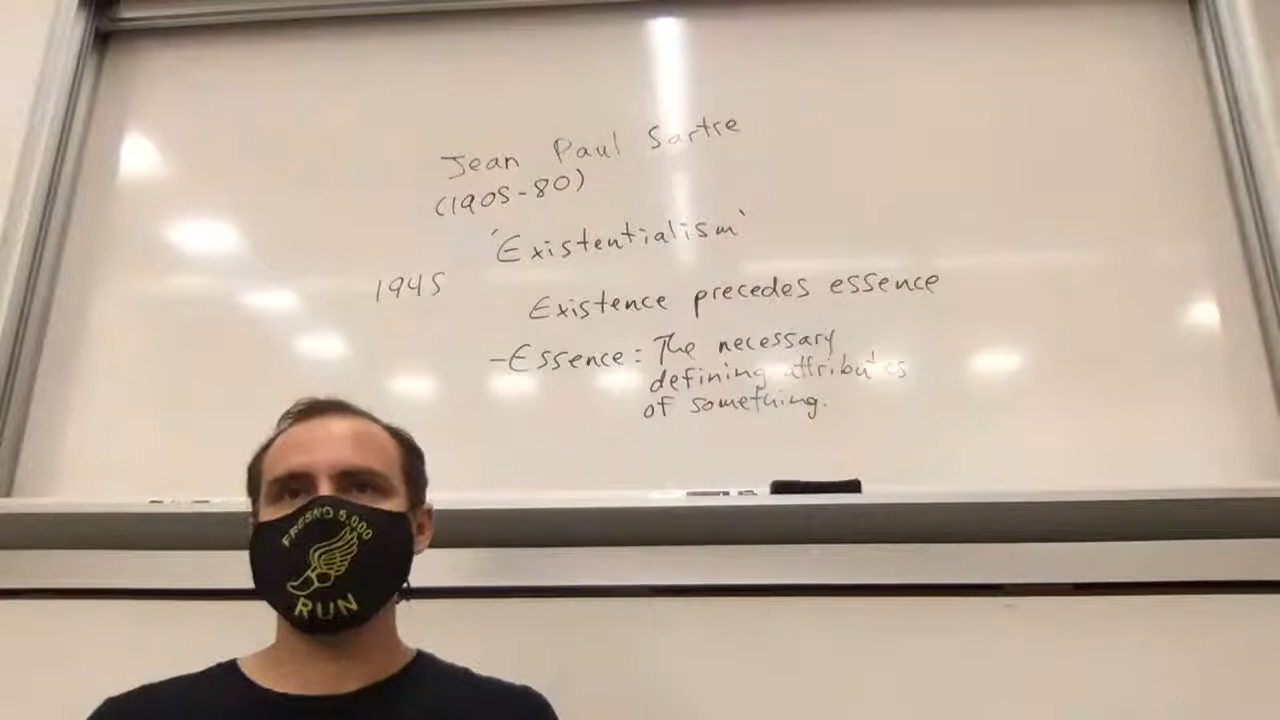 Jean Paul Sartre
(1905-80)
'Existentialism'
1945
Existence precedes essence
-Essence: The necessary
defining attributes
of something.
FRESNO 5,000
RUN